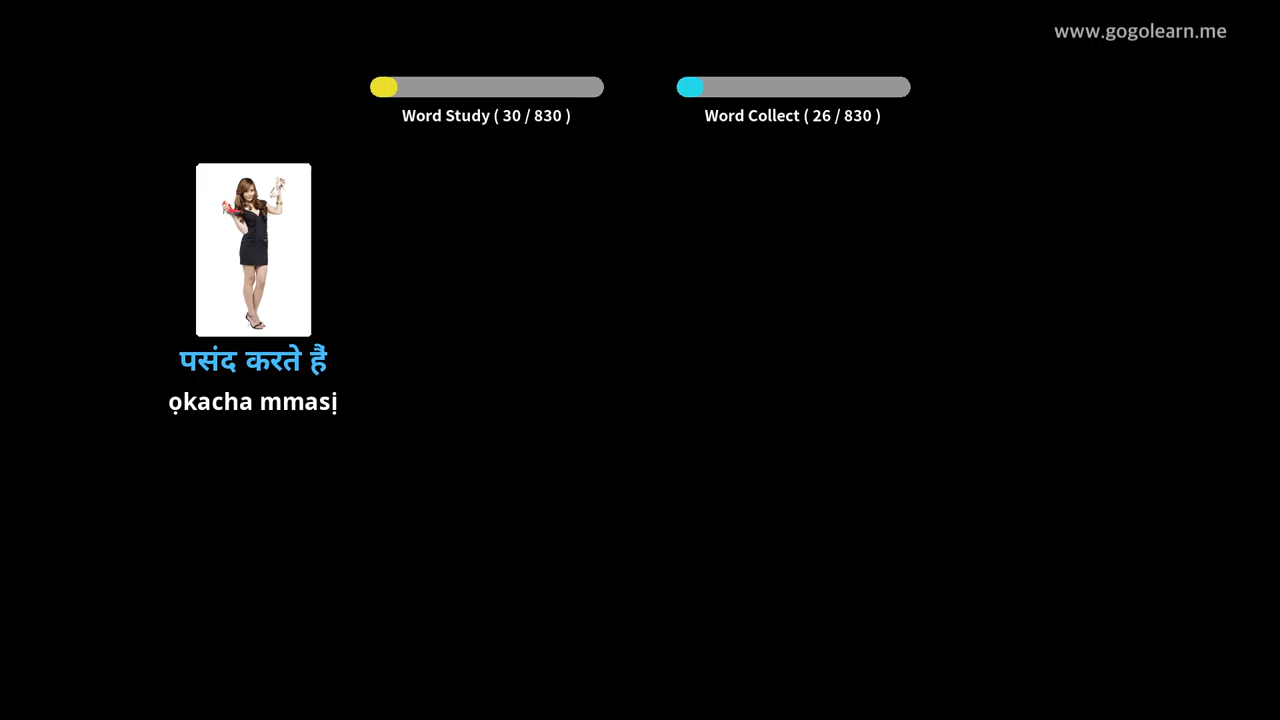 www.gogolearn.me
Word Study ( 30 / 830 )
Word Collect ( 26 / 830 )
पसंद करते हैं
ọkacha mmasị